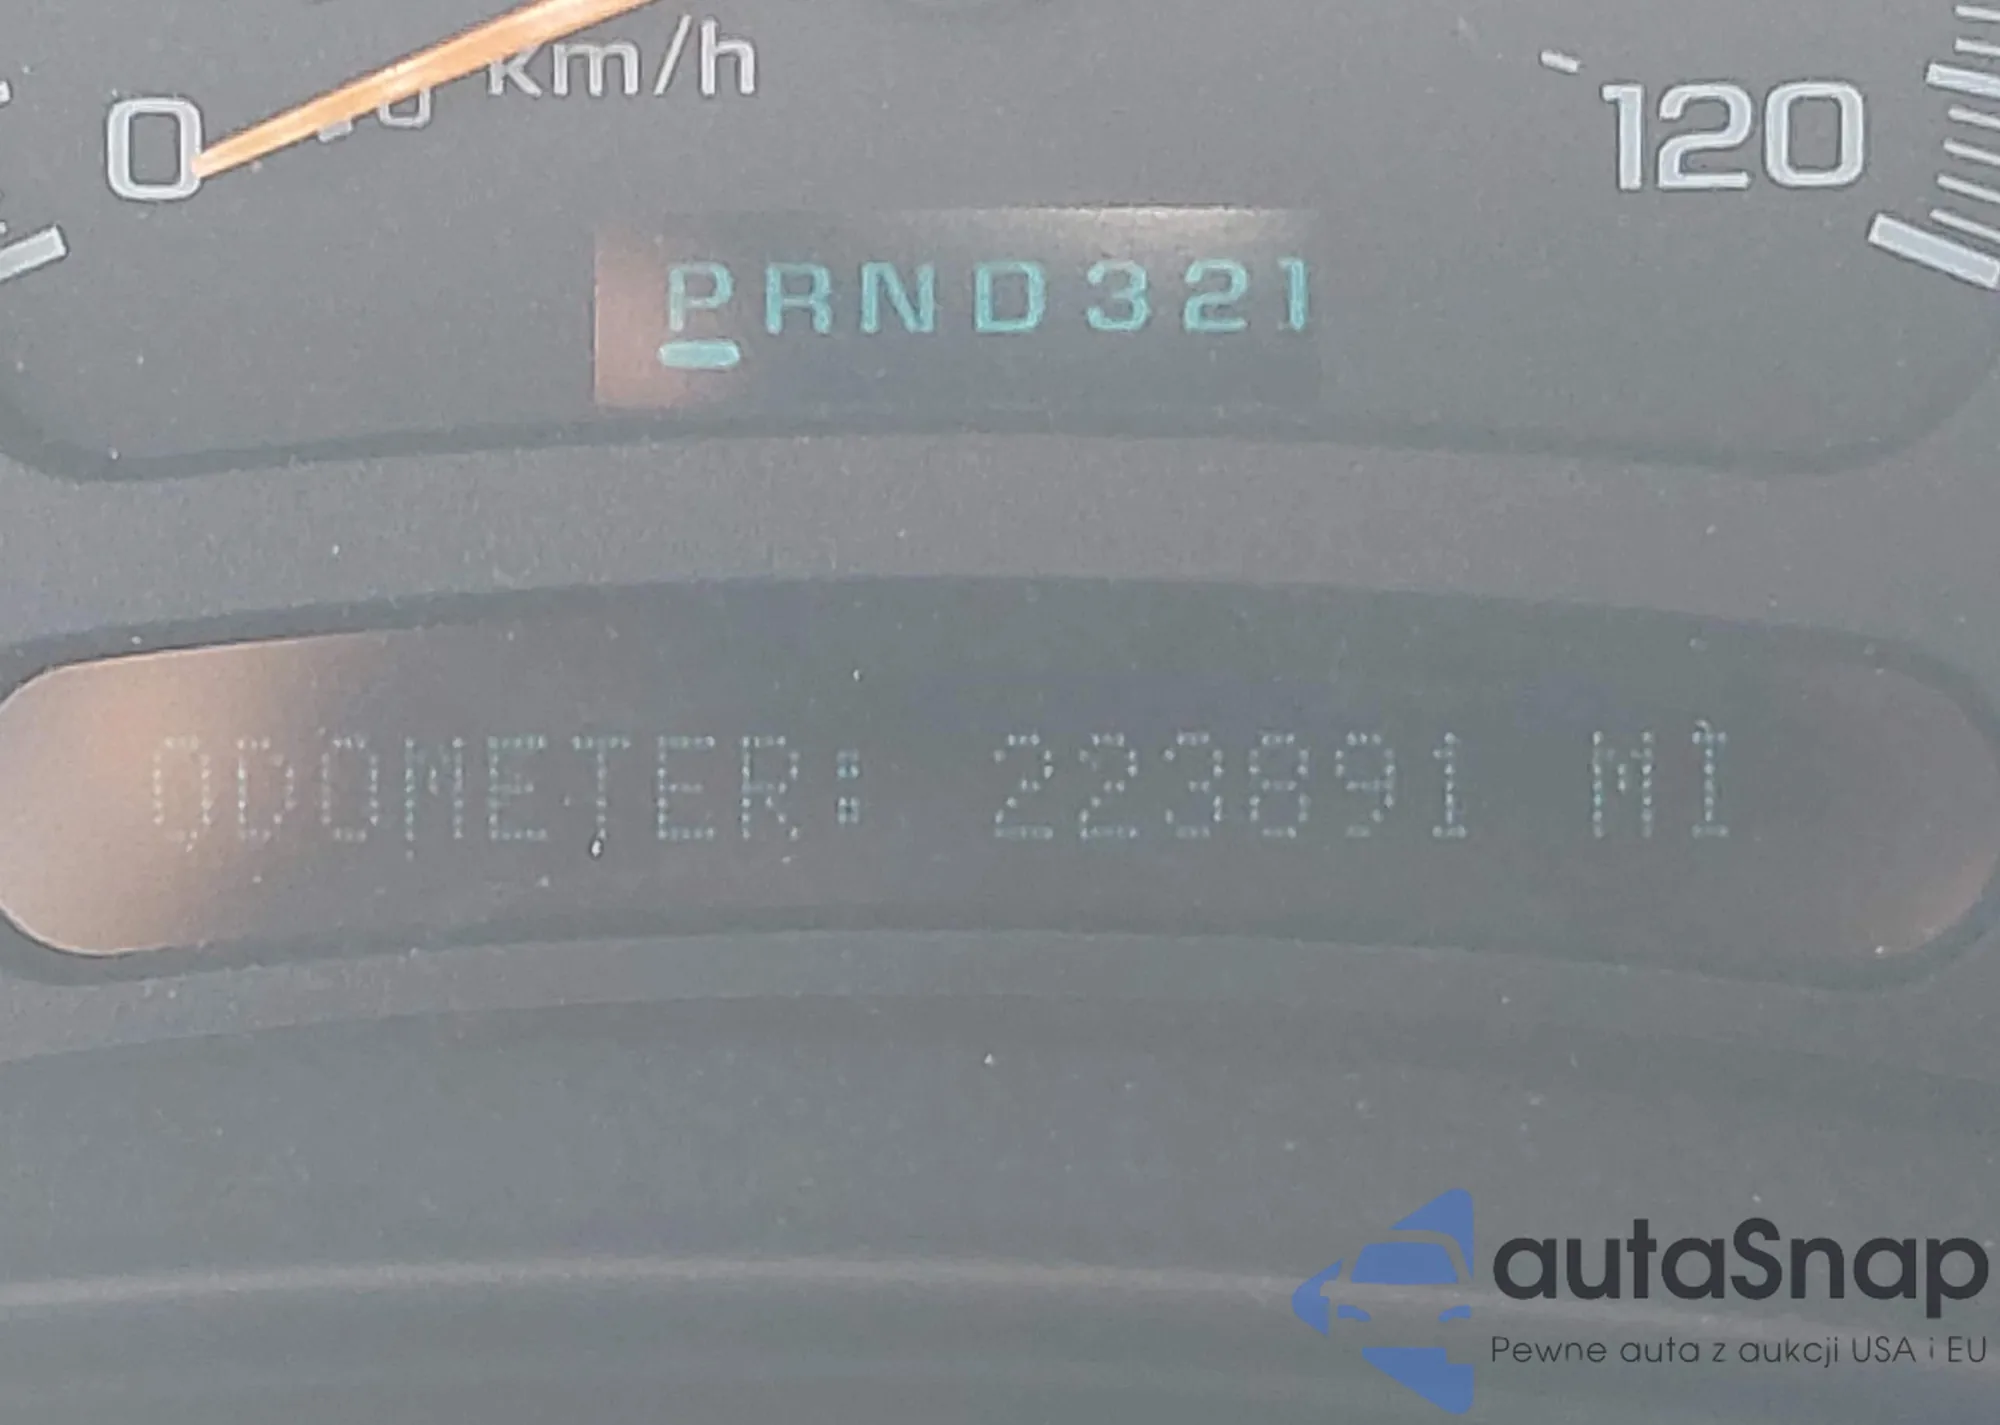 km/h
0
120
PRND321
ODOMETER: 223891 MI
autaSnap
Pewne auta z aukcji USA i EU